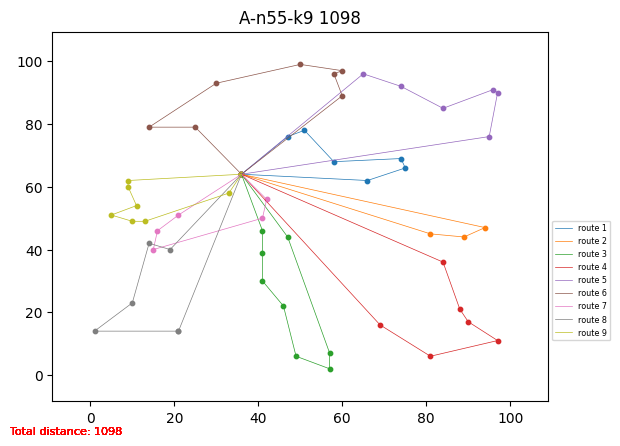 A-n55-k9 1098
100
80
60
40
20
0
0 20 40 60 80 100
route 1
route 2
route 3
route 4
route 5
route 6
route 7
route 8
route 9
Total distance: 1098